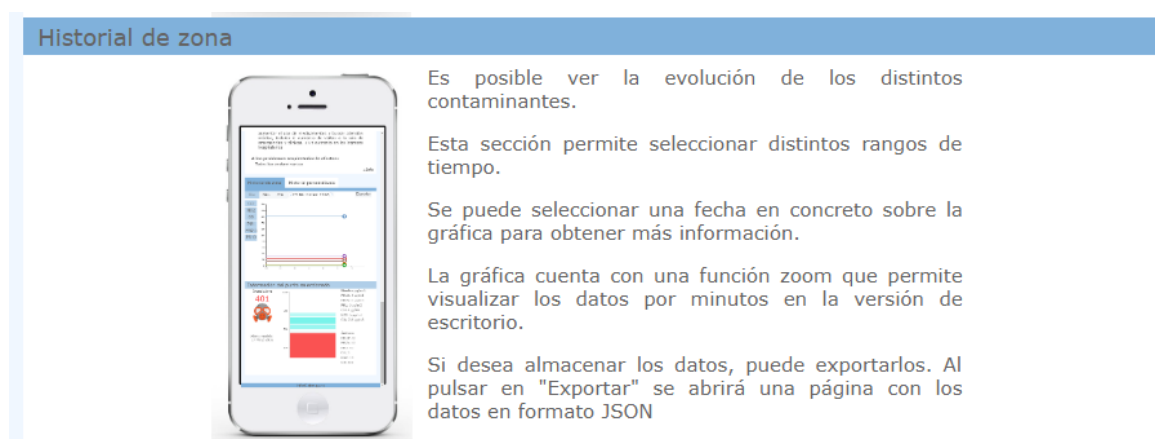 Historial de zona
Es posible ver la evolución de los distintos
contaminantes.
Esta sección permite seleccionar distintos rangos de
tiempo.
Se puede seleccionar una fecha en concreto sobre la
gráfica para obtener más información.
La gráfica cuenta con una función zoom que permite
visualizar los datos por minutos en la versión de
escritorio.
Si desea almacenar los datos, puede exportarlos. Al
pulsar en "Exportar" se abrirá una página con los
datos en formato JSON
401